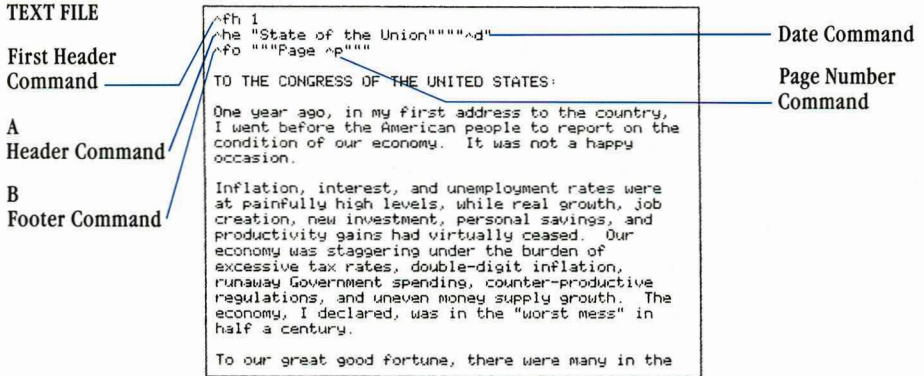 TEXT FILE
First Header
Command
A
Header Command
B
Footer Command
^fh 1
^he "State of the Union""""^d"
^fo """Page ^p"""
TO THE CONGRESS OF THE UNITED STATES:
One year ago, in my first address to the country,
I went before the American people to report on the
condition of our economy.  It was not a happy
occasion.
Inflation, interest, and unemployment rates were
at painfully high levels, while real growth, job
creation, new investment, personal savings, and
productivity gains had virtually ceased.  Our
economy was staggering under the burden of
excessive tax rates, double-digit inflation,
runaway Government spending, counter-productive
regulations, and uneven money supply growth.  The
economy, I declared, was in the "worst mess" in
half a century.
To our great good fortune, there were many in the
Date Command
Page Number
Command